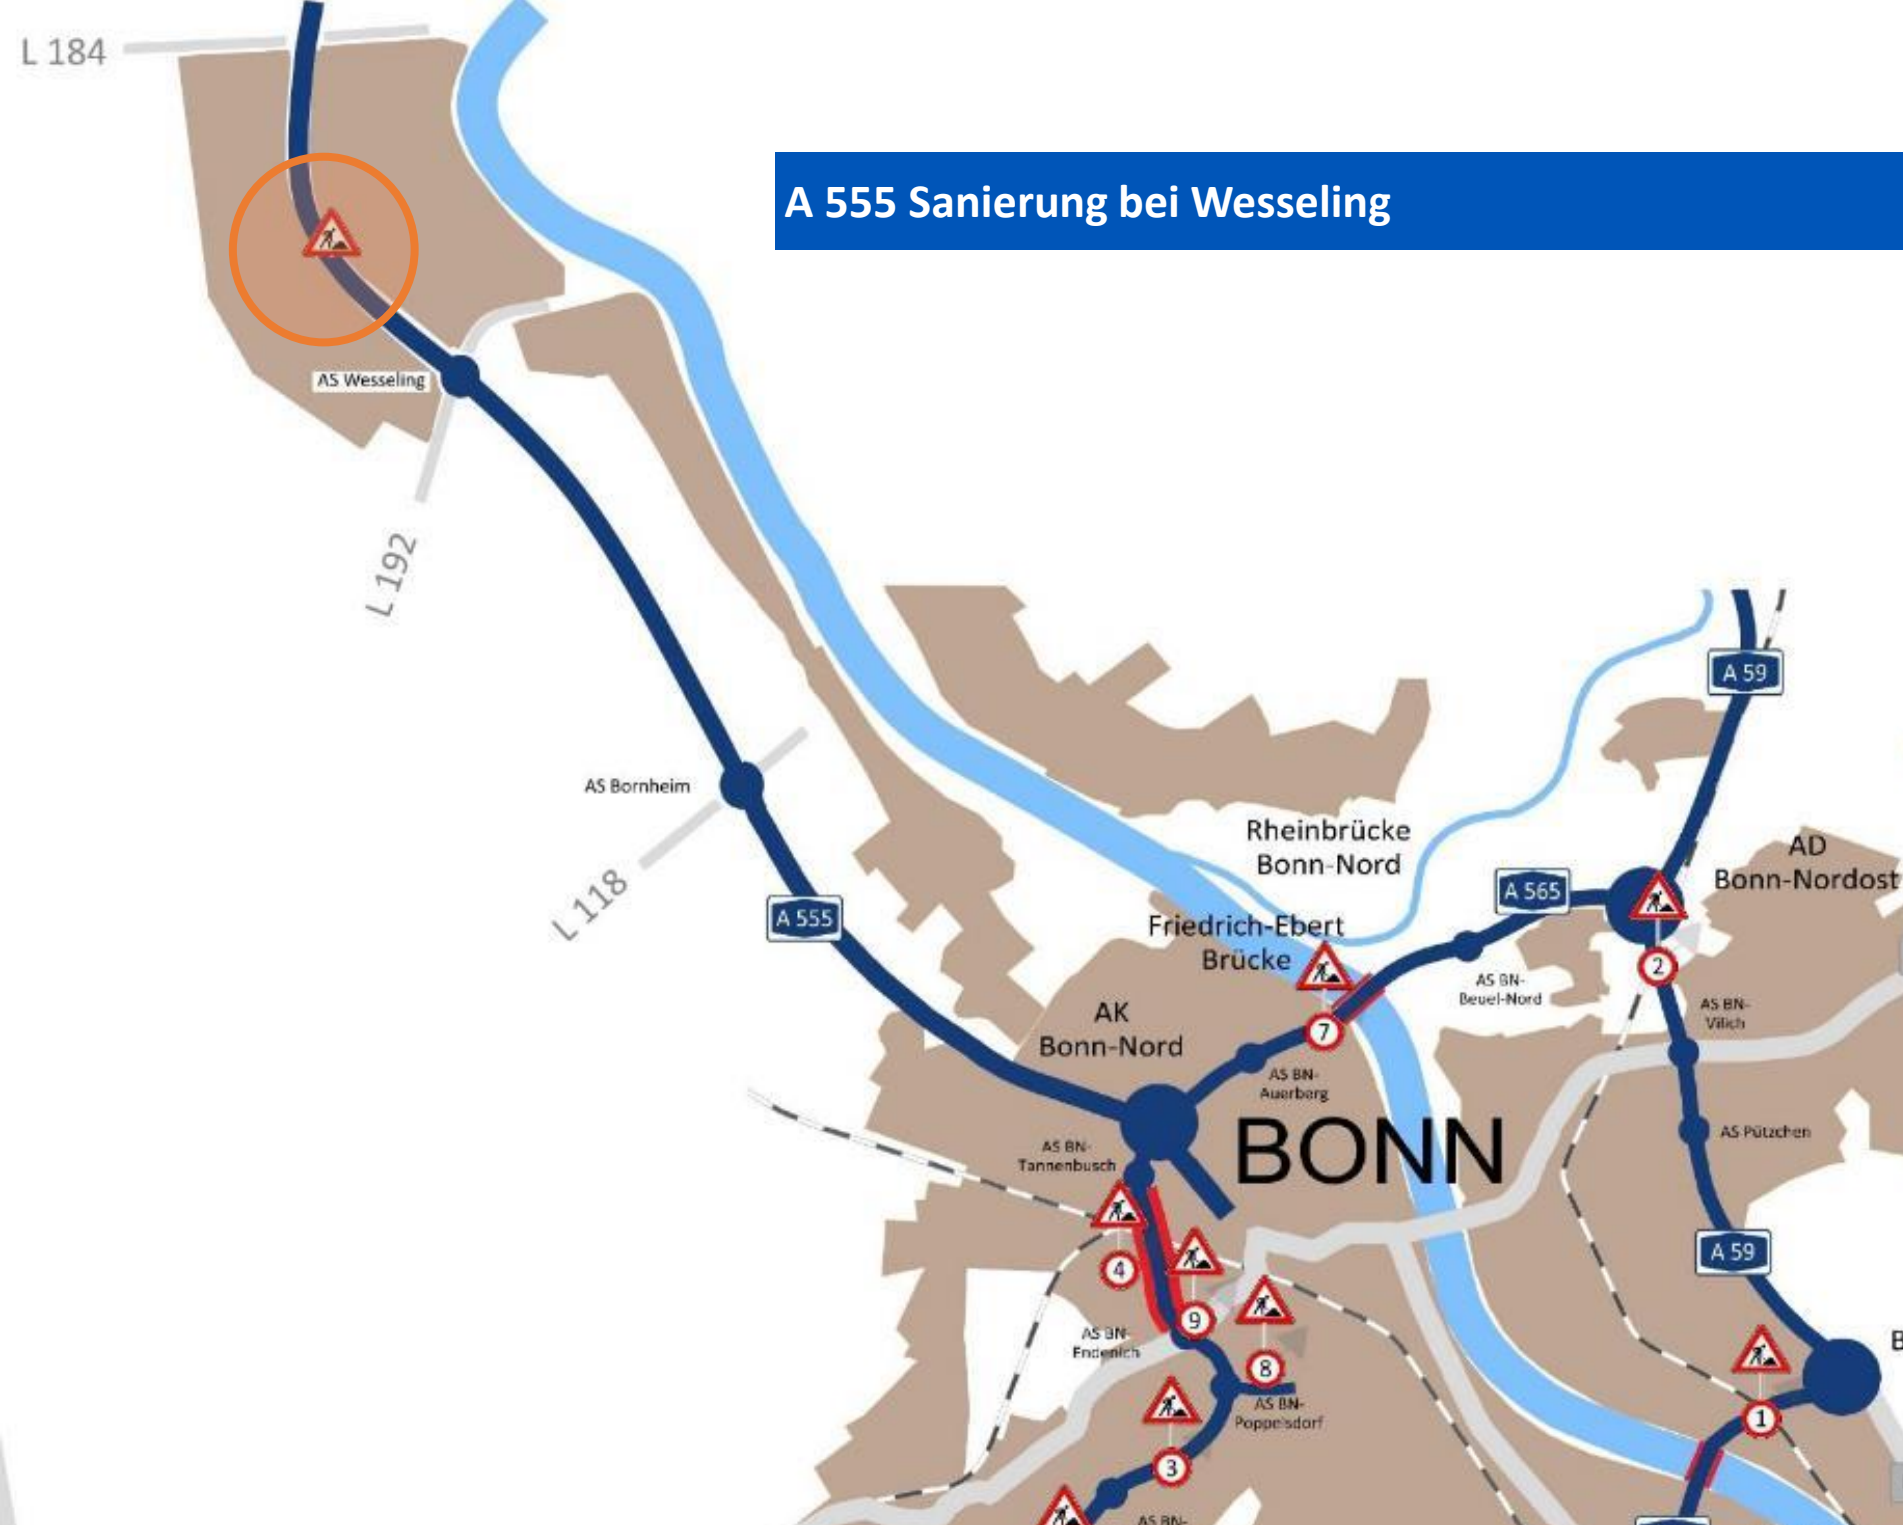 L 184
A 555 Sanierung bei Wesseling
AS Wesseling
L 192
A 59
AS Bornheim
Rheinbrücke
Bonn-Nord
AD
Bonn-Nordost
L 118
A 555
A 565
Friedrich-Ebert
Brücke
2
AS BN-
Beuel-Nord
AS BN-
Vilich
AK
Bonn-Nord
7
AS BN-
Auerberg
BONN
AS Pützchen
AS BN-
Tannenbusch
A 59
4
9
AS BN-
Endenich
8
AS BN-
Poppelsdorf
1
3
AS BN-